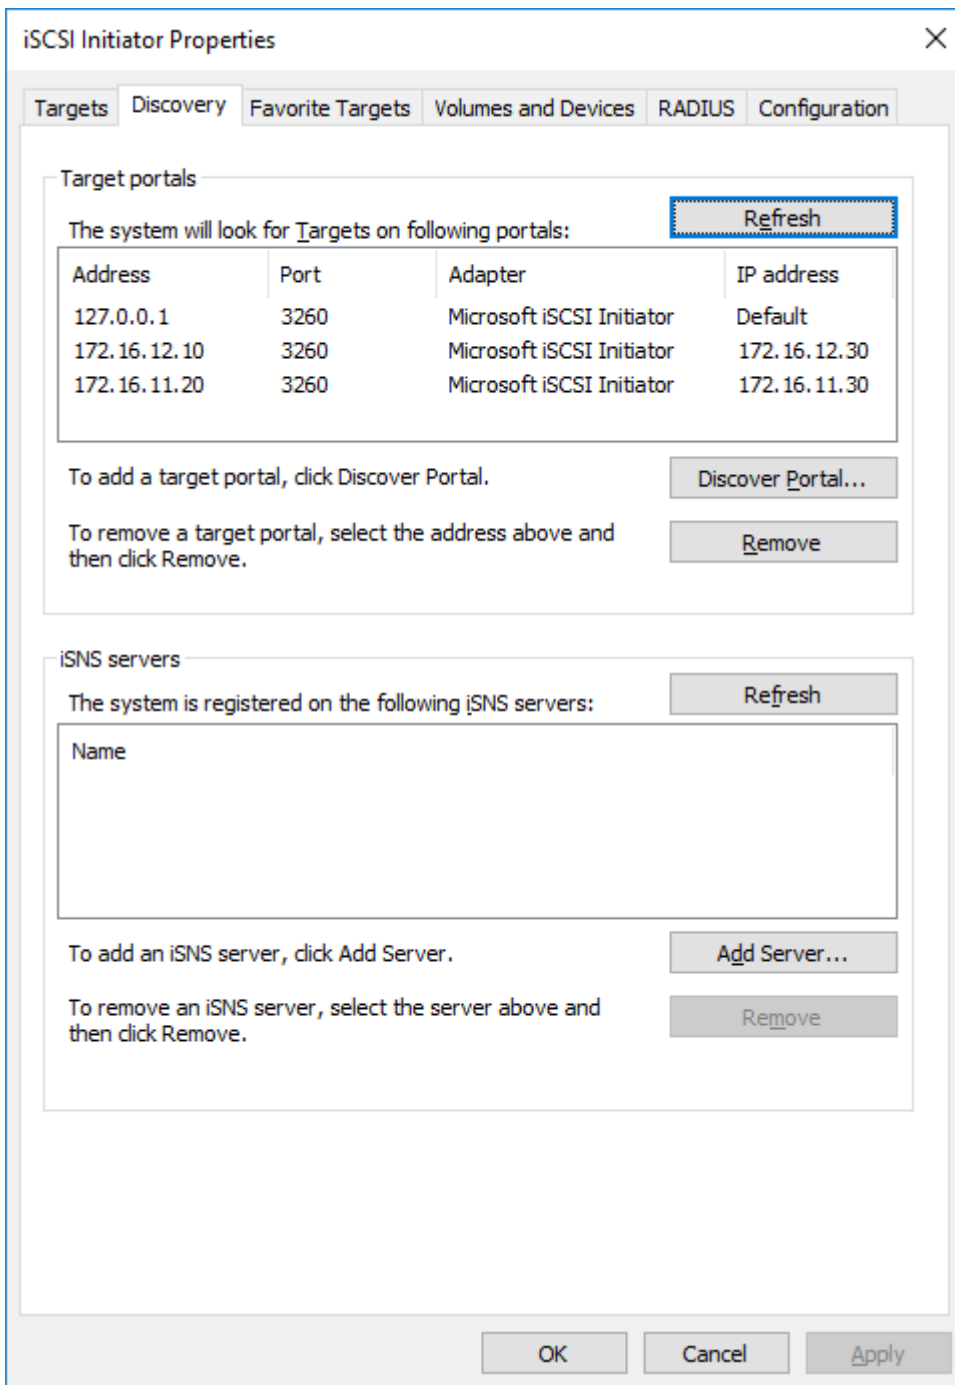 iSCSI Initiator Properties
Targets Discovery Favorite Targets Volumes and Devices RADIUS Configuration
Target portals
The system will look for Targets on following portals:
Refresh
Address Port Adapter IP address
127.0.0.1 3260 Microsoft iSCSI Initiator Default
172.16.12.10 3260 Microsoft iSCSI Initiator 172.16.12.30
172.16.11.20 3260 Microsoft iSCSI Initiator 172.16.11.30
To add a target portal, click Discover Portal.
Discover Portal...
To remove a target portal, select the address above and
then click Remove.
Remove
iSNS servers
The system is registered on the following iSNS servers:
Refresh
Name
To add an iSNS server, click Add Server.
Add Server...
To remove an iSNS server, select the server above and
then click Remove.
Remove
OK Cancel Apply